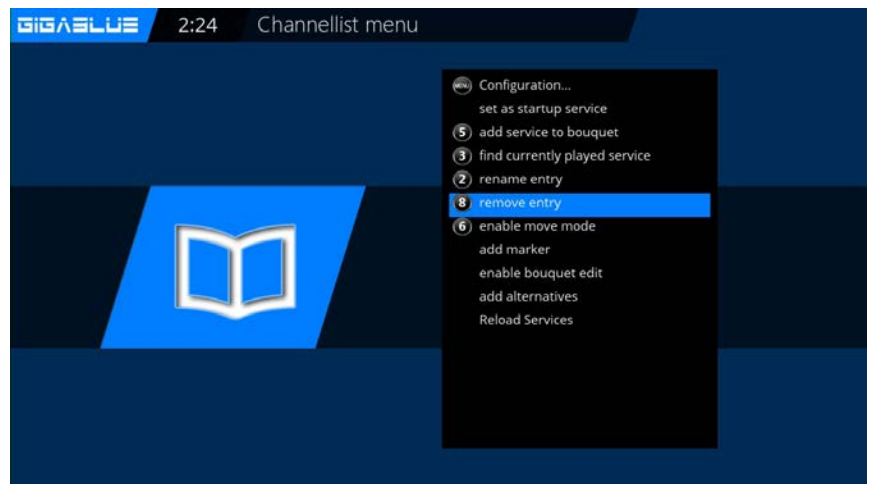 GIGABLUE 2:24 Channellist menu
MENU Configuration...
set as startup service
5 add service to bouquet
3 find currently played service
2 rename entry
8 remove entry
6 enable move mode
add marker
enable bouquet edit
add alternatives
Reload Services